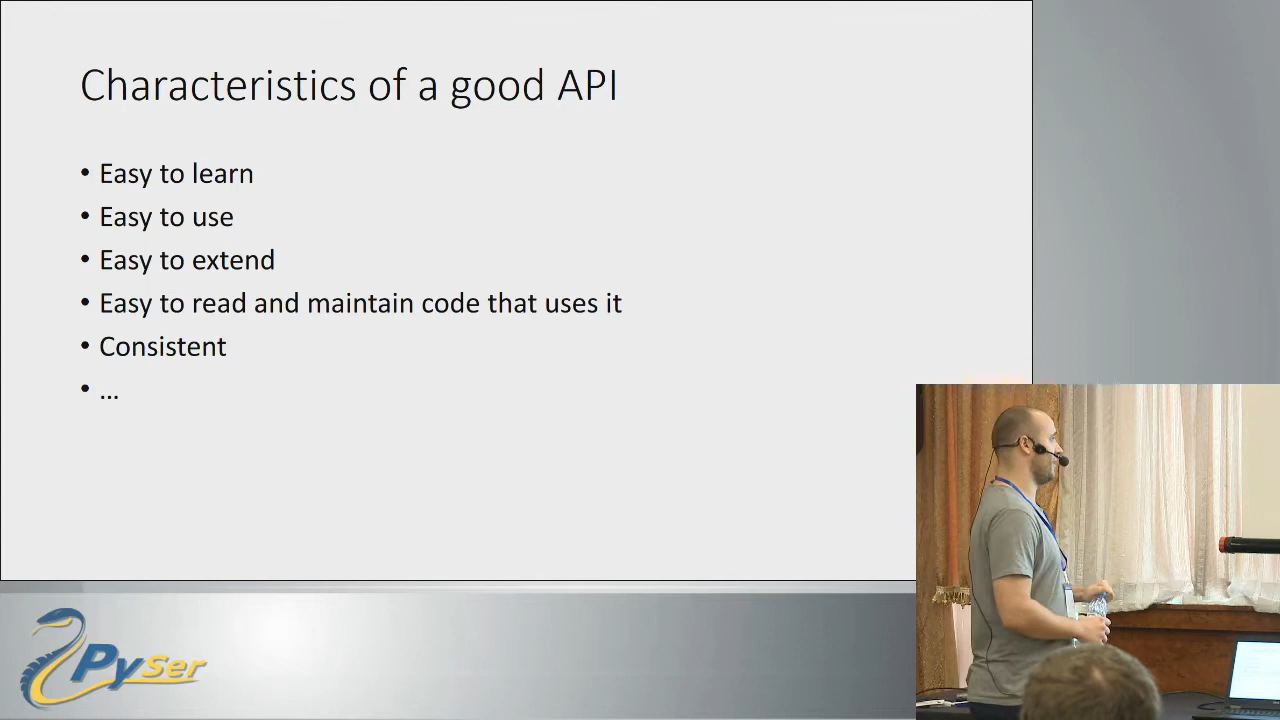 Characteristics of a good API
• Easy to learn
• Easy to use
• Easy to extend
• Easy to read and maintain code that uses it
• Consistent
• ...
PySer